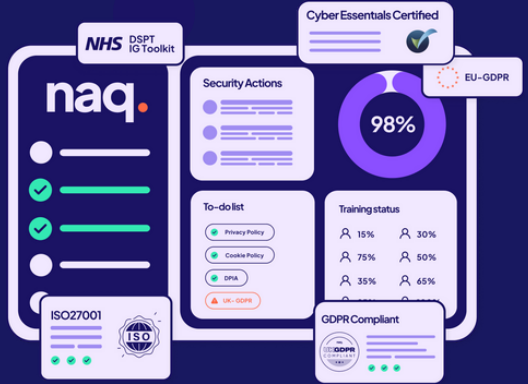 Cyber Essentials Certified
NHS DSPT
IG Toolkit
EU-GDPR
naq.
Security Actions
98%
To-do list
Privacy Policy
Cookie Policy
DPIA
UK - GDPR
Training status
15% 30%
75% 50%
35% 65%
ISO27001
ISO
GDPR Compliant
GDPR
COMPLIANT